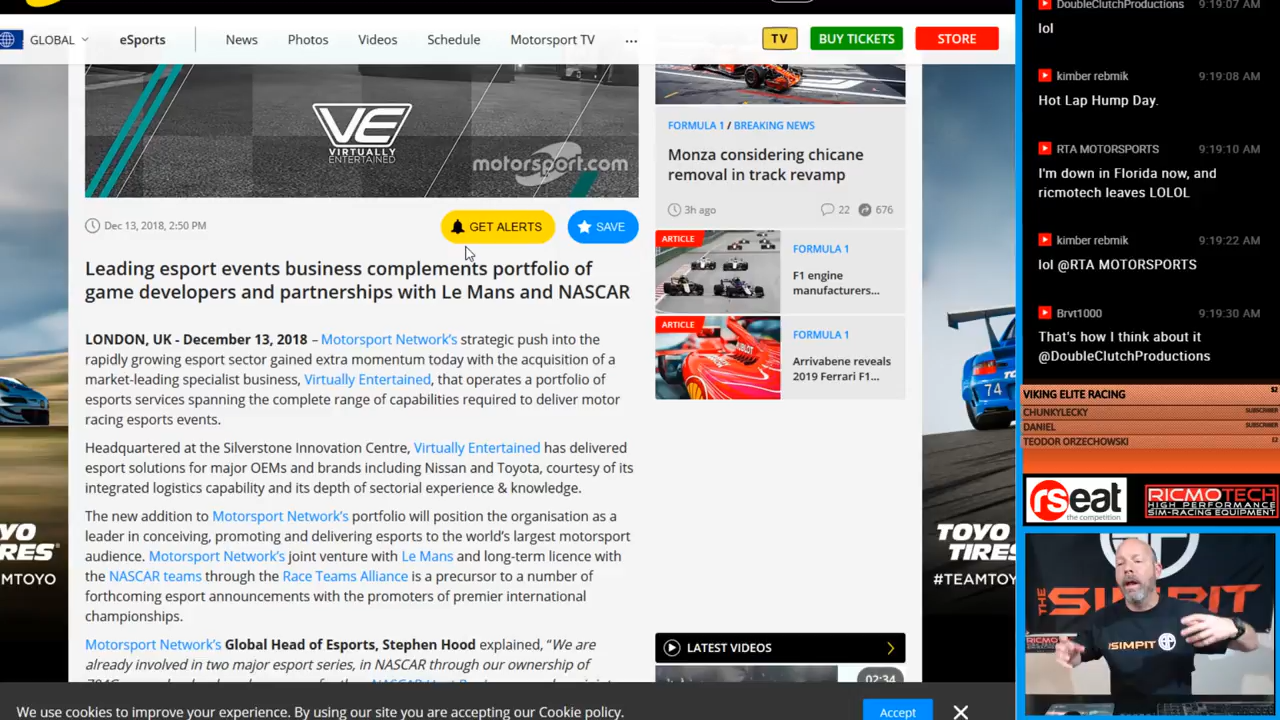 GLOBAL
eSports
News
Photos
Videos
Schedule
Motorsport TV
...
TV
BUY TICKETS
STORE
VE
VIRTUALLY
ENTERTAINED
motorsport.com
Dec 13, 2018, 2:50 PM
GET ALERTS
SAVE
Leading esport events business complements portfolio of
game developers and partnerships with Le Mans and NASCAR
LONDON, UK - December 13, 2018 – Motorsport Network's strategic push into the
rapidly growing esport sector gained extra momentum today with the acquisition of a
market-leading specialist business, Virtually Entertained, that operates a portfolio of
esports services spanning the complete range of capabilities required to deliver motor
racing esports events.
Headquartered at the Silverstone Innovation Centre, Virtually Entertained has delivered
esport solutions for major OEMs and brands including Nissan and Toyota, courtesy of its
integrated logistics capability and its depth of sectorial experience & knowledge.
The new addition to Motorsport Network's portfolio will position the organisation as a
leader in conceiving, promoting and delivering esports to the world's largest motorsport
audience. Motorsport Network's joint venture with Le Mans and long-term licence with
the NASCAR teams through the Race Teams Alliance is a precursor to a number of
forthcoming esport announcements with the promoters of premier international
championships.
Motorsport Network's Global Head of Esports, Stephen Hood explained, "We are
already involved in two major esport series, in NASCAR through our ownership of
FORMULA 1 / BREAKING NEWS
Monza considering chicane
removal in track revamp
3h ago
22
676
ARTICLE
FORMULA 1
F1 engine
manufacturers...
ARTICLE
FORMULA 1
Arrivabene reveals
2019 Ferrari F1...
LATEST VIDEOS
02:34
We use cookies to improve your experience. By using our site you are accepting our Cookie policy.
Accept
YO
RES
MTOYO
74
TOYO
TIRES
#TEAMTOY
DoubleClutchProductions 9:19:07 AM
lol
kimber rebmik 9:19:08 AM
Hot Lap Hump Day.
RTA MOTORSPORTS 9:19:10 AM
I'm down in Florida now, and
ricmotech leaves LOLOL
kimber rebmik 9:19:22 AM
lol @RTA MOTORSPORTS
Brvt1000 9:19:30 AM
That's how I think about it
@DoubleClutchProductions
VIKING ELITE RACING
CHUNKYLECKY SUBSCRIBER
DANIEL SUBSCRIBER
TEODOR ORZECHOWSKI
rseat
the competition
RICMOTECH
HIGH PERFORMANCE
SIM-RACING EQUIPMENT
THE SIMPIT
SIMPIT